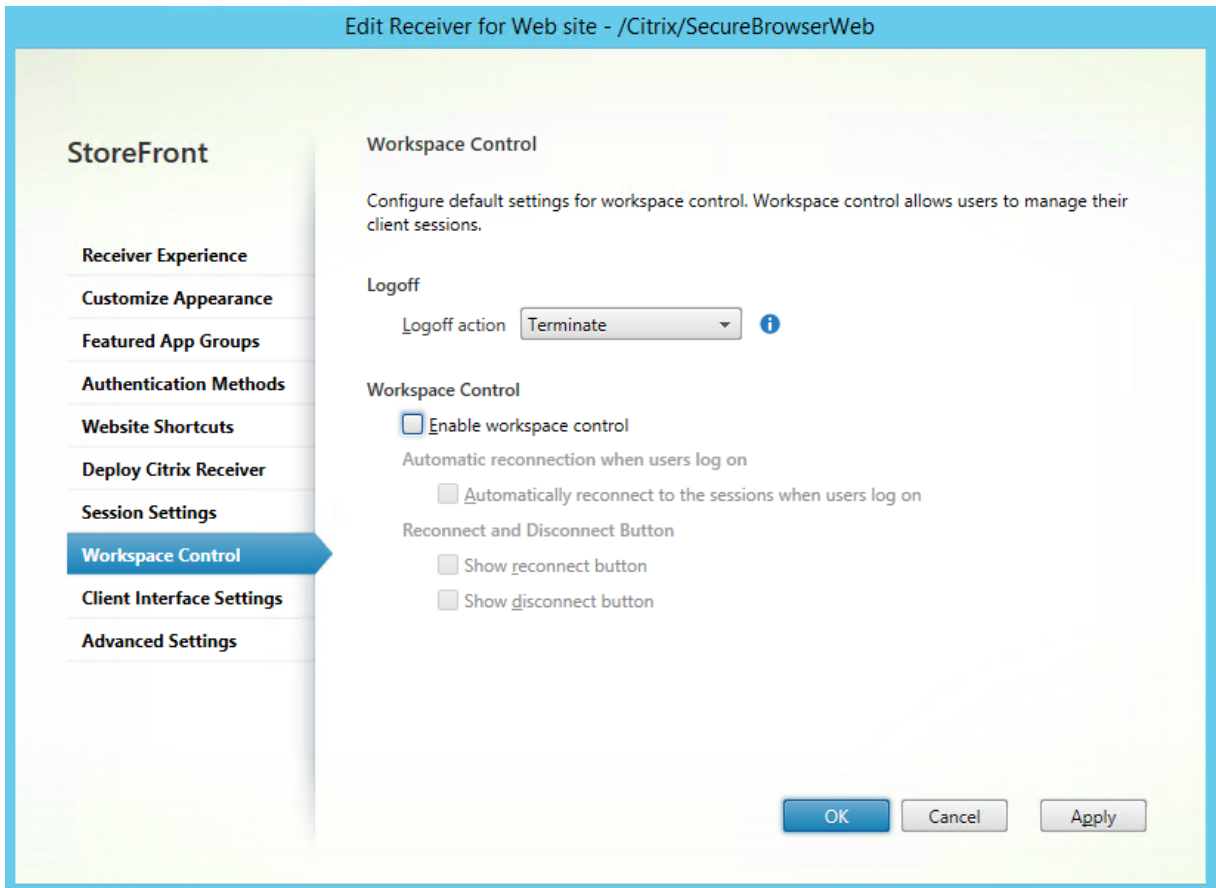 Edit Receiver for Web site - /Citrix/SecureBrowserWeb
StoreFront
Receiver Experience
Customize Appearance
Featured App Groups
Authentication Methods
Website Shortcuts
Deploy Citrix Receiver
Session Settings
Workspace Control
Client Interface Settings
Advanced Settings
Workspace Control
Configure default settings for workspace control. Workspace control allows users to manage their
client sessions.
Logoff
Logoff action Terminate
Workspace Control
Enable workspace control
Automatic reconnection when users log on
Automatically reconnect to the sessions when users log on
Reconnect and Disconnect Button
Show reconnect button
Show disconnect button
OK Cancel Apply